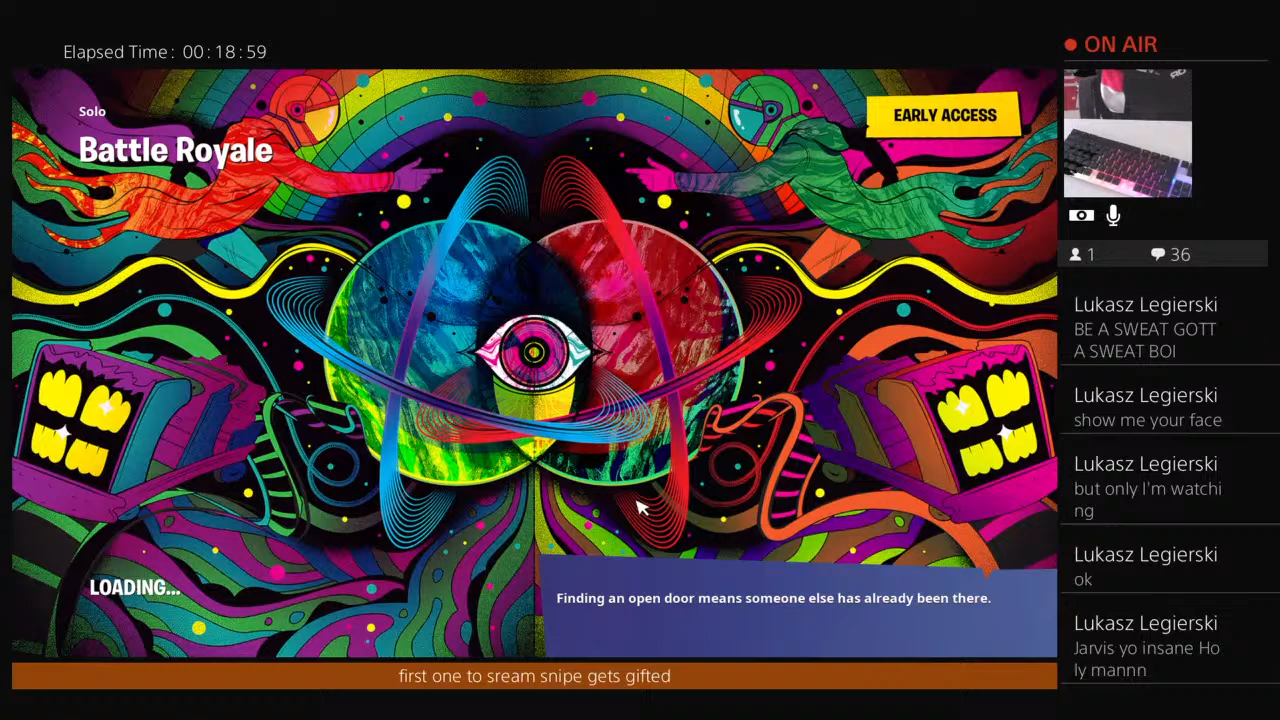 Elapsed Time: 00:18:59
ON AIR
Solo
Battle Royale
EARLY ACCESS
1
36
Lukasz Legierski
BE A SWEAT GOTT
A SWEAT BOI
Lukasz Legierski
show me your face
Lukasz Legierski
but only I'm watchi
ng
Lukasz Legierski
ok
Lukasz Legierski
Jarvis yo insane Ho
ly mannn
LOADING...
Finding an open door means someone else has already been there.
first one to sream snipe gets gifted